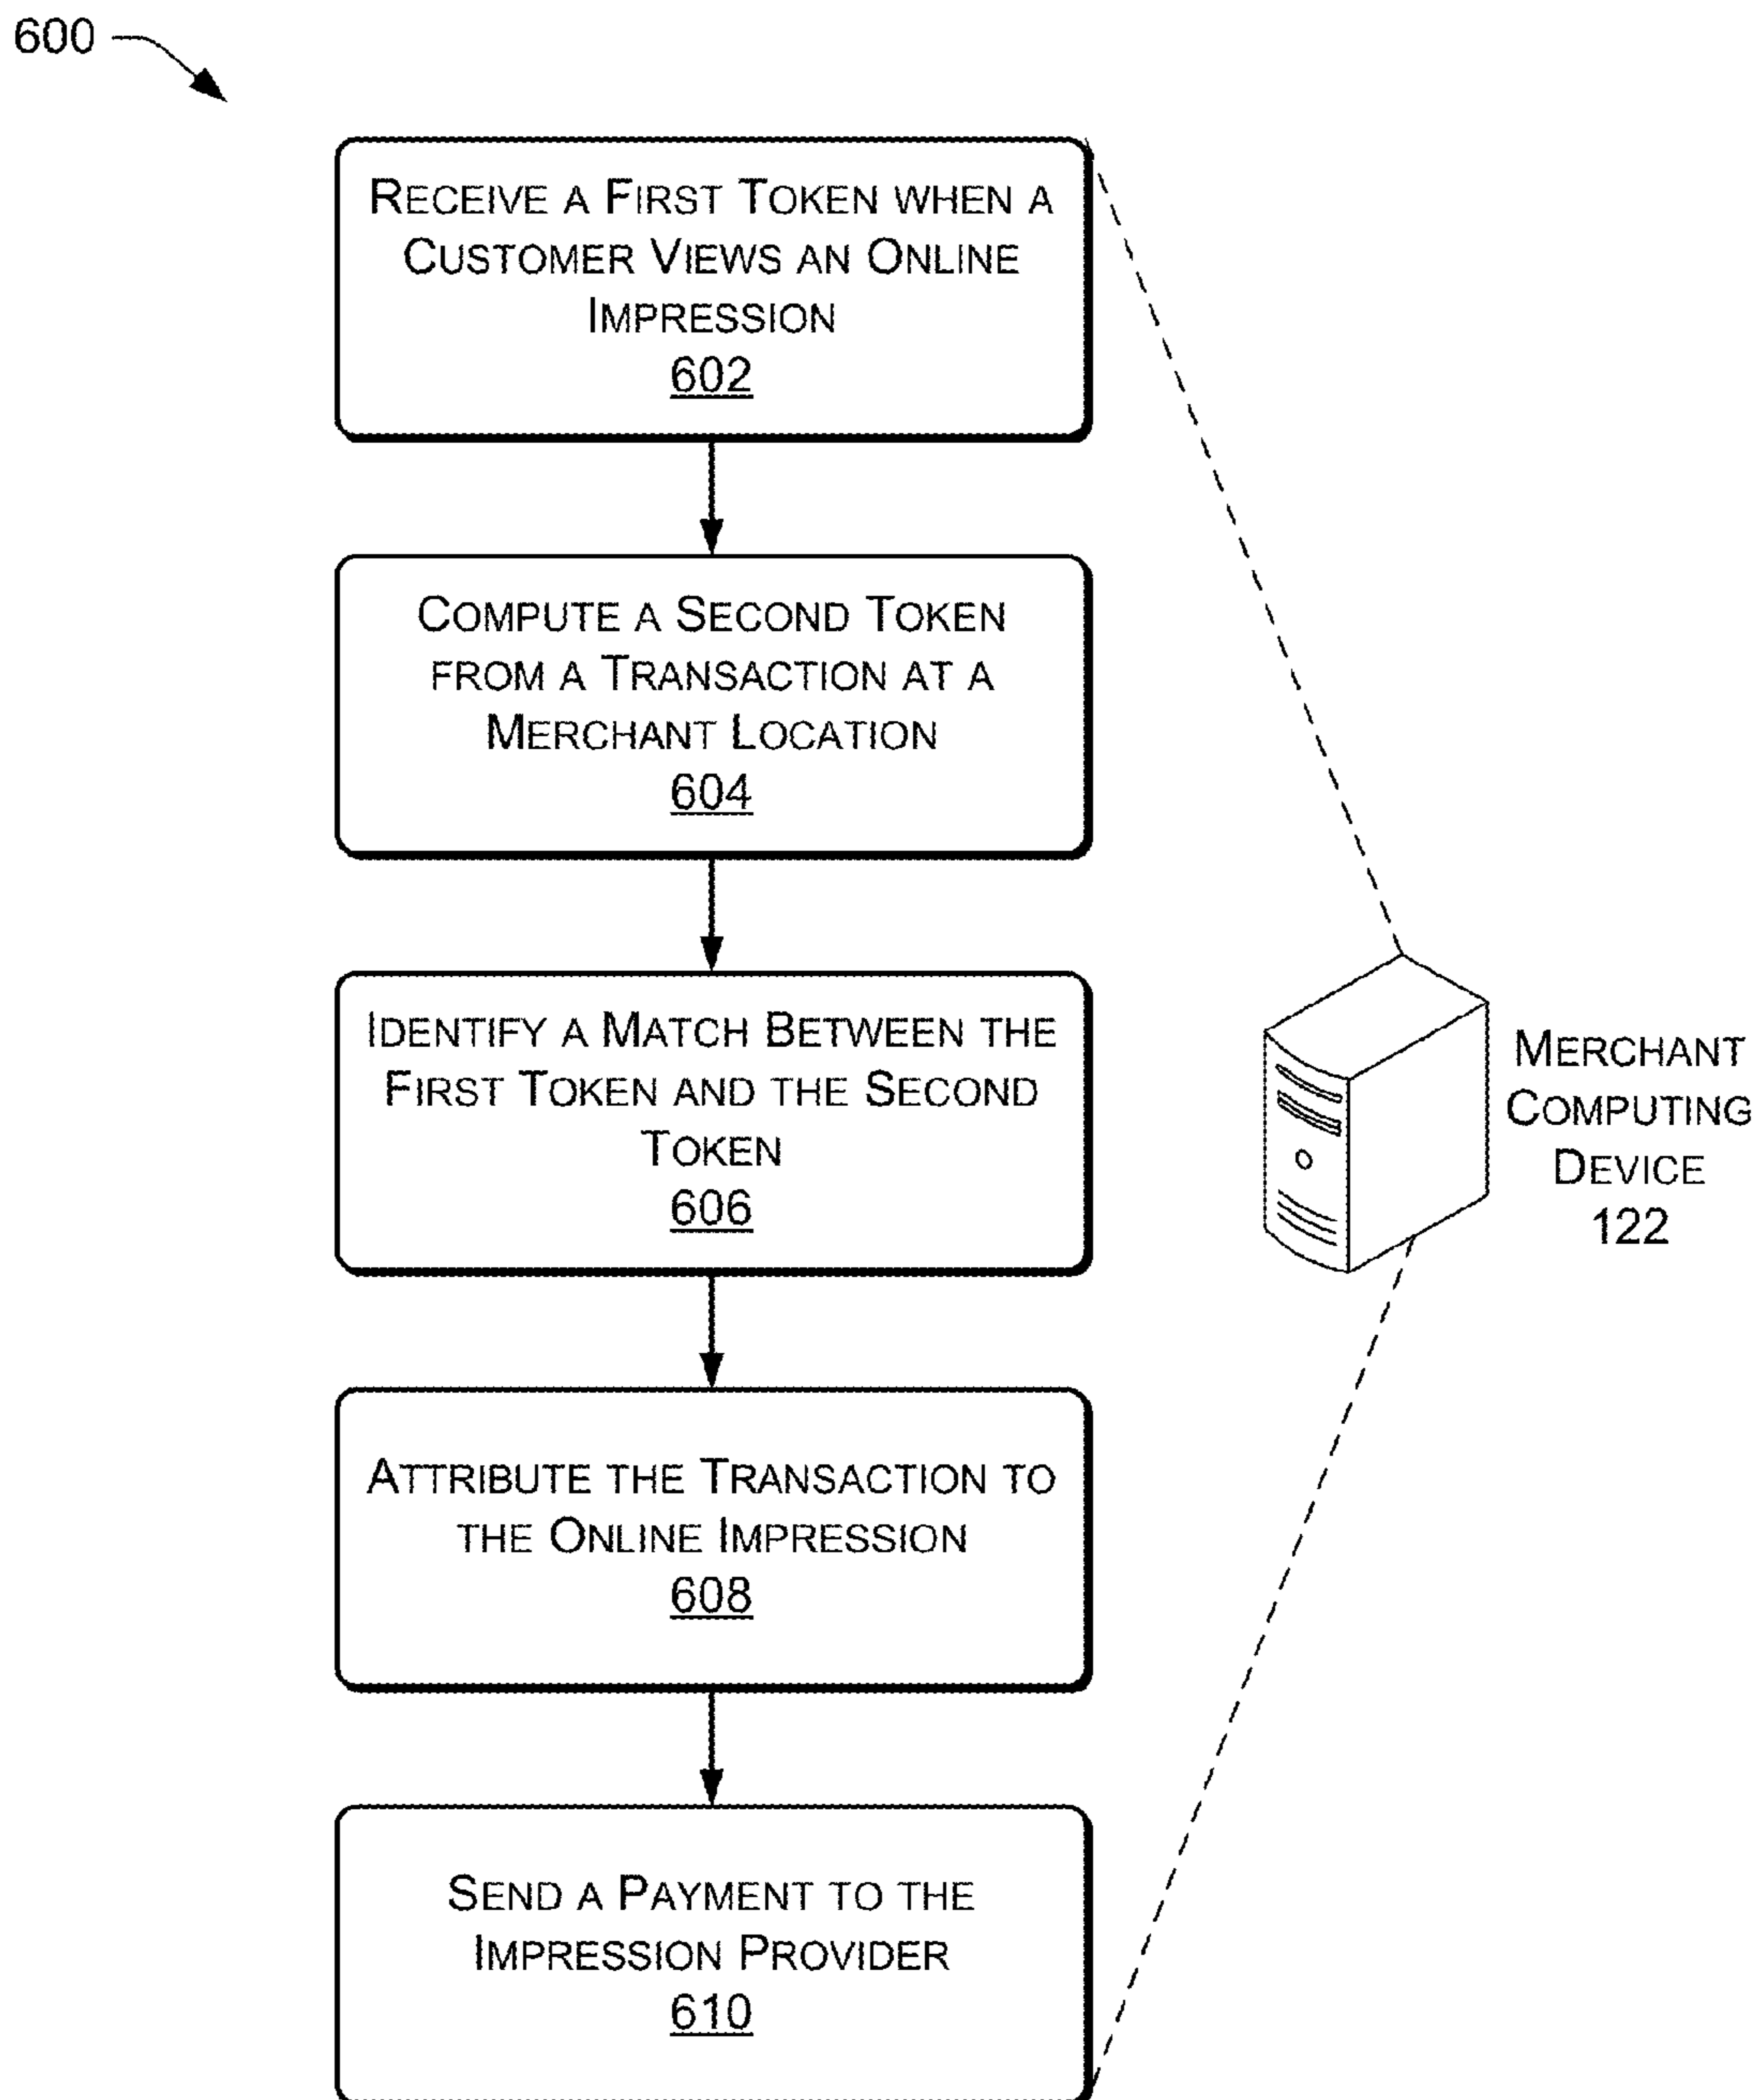 600
RECEIVE A FIRST TOKEN WHEN A
CUSTOMER VIEWS AN ONLINE
IMPRESSION
602
COMPUTE A SECOND TOKEN
FROM A TRANSACTION AT A
MERCHANT LOCATION
604
IDENTIFY A MATCH BETWEEN THE
FIRST TOKEN AND THE SECOND
TOKEN
606
ATTRIBUTE THE TRANSACTION TO
THE ONLINE IMPRESSION
608
SEND A PAYMENT TO THE
IMPRESSION PROVIDER
610
MERCHANT
COMPUTING
DEVICE
122